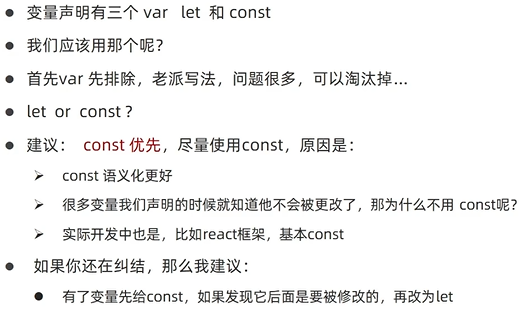 变量声明有三个 var let 和 const
我们应该用那个呢？
首先var 先排除，老派写法，问题很多，可以淘汰掉…
let or const ?
建议： const 优先，尽量使用const，原因是：
const 语义化更好
很多变量我们声明的时候就知道他不会被更改了，那为什么不用 const呢？
实际开发中也是，比如react框架，基本const
如果你还在纠结，那么我建议：
有了变量先给const，如果发现它后面是要被修改的，再改为let